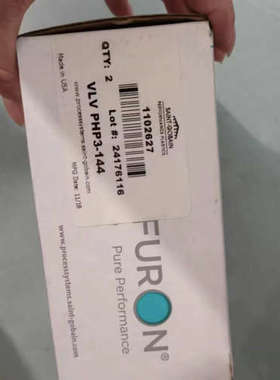 SAINT-GOBAIN
PERFORMANCE PLASTICS
1102627
Lot #: 24176116
QTY: 2
VLV PHP3-144
www.processsystems.saint-gobain.com
Made in USA
MFG Date: 11/18
FURON®
Pure Performance
www.processsystems.saint-gobain.com